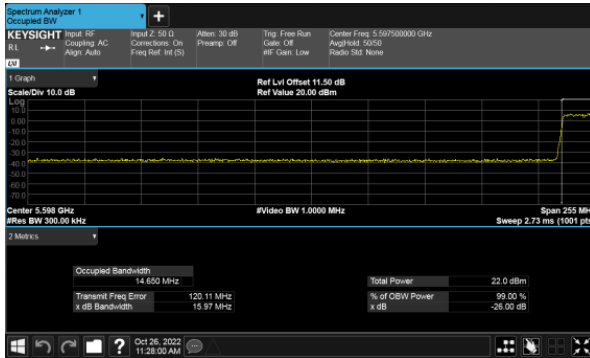 Spectrum Analyzer 1
Occupied BW
KEYSIGHT
RL
Input: RF
Coupling: AC
Align: Auto
Input Z: 50 Ω
Corrections: On
Freq Ref: Int (S)
Atten: 30 dB
Preamp: Off
Trig: Free Run
Gate: Off
#IF Gain: Low
Center Freq: 5.597500000 GHz
Avg|Hold: 50/50
Radio Std: None
1 Graph
Scale/Div 10.0 dB
Ref Lvl Offset 11.50 dB
Ref Value 20.00 dBm
Log
10.0
0.00
-10.0
-20.0
-30.0
-40.0
-50.0
-60.0
-70.0
Center 5.598 GHz
#Res BW 300.00 kHz
#Video BW 1.0000 MHz
Span 255 MH
Sweep 2.73 ms (1001 pts
2 Metrics
Occupied Bandwidth
14.650 MHz
Transmit Freq Error 120.11 MHz
x dB Bandwidth 15.97 MHz
Total Power 22.0 dBm
% of OBW Power 99.00 %
x dB -26.00 dB
Oct 26, 2022
11:28:00 AM